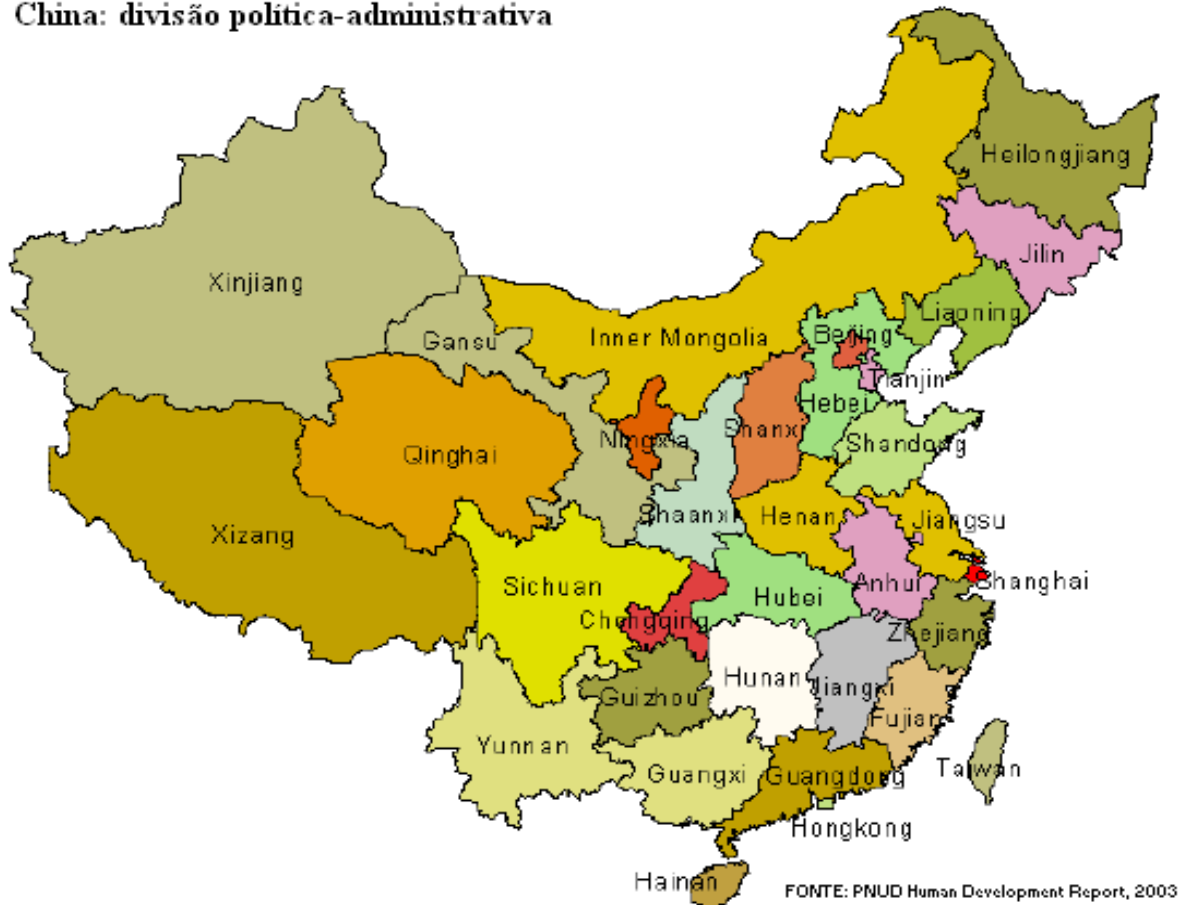 China: divisão política-administrativa
Heilongjiang
Jilin
Xinjiang
Liaoning
Gansu
Inner Mongolia
Beijing
Tianjin
Hebei
Shanxi
Ningxia
Shandong
Qinghai
Shaanxi
Henan
Jiangsu
Xizang
Sichuan
Anhui
Shanghai
Hubei
Chongqing
Zhejiang
Hunan
Jiangxi
Guizhou
Fujian
Yunnan
Guangxi
Guangdong
Taiwan
Hongkong
Hainan
FONTE: PNUD Human Development Report, 2003